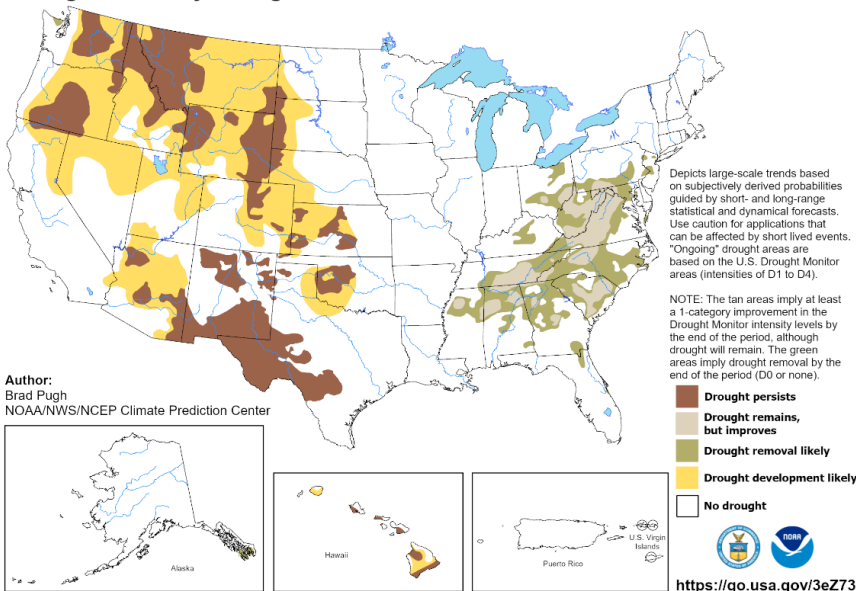 Depicts large-scale trends based
on subjectively derived probabilities
guided by short- and long-range
statistical and dynamical forecasts.
Use caution for applications that
can be affected by short lived events.
"Ongoing" drought areas are
based on the U.S. Drought Monitor
areas (intensities of D1 to D4).
NOTE: The tan areas imply at least
a 1-category improvement in the
Drought Monitor intensity levels by
the end of the period, although
drought will remain. The green
areas imply drought removal by the
end of the period (D0 or none).
Author:
Brad Pugh
NOAA/NWS/NCEP Climate Prediction Center
Drought persists
Drought remains,
but improves
Drought removal likely
Drought development likely
No drought
Alaska
Hawaii
Puerto Rico
U.S. Virgin
Islands
NOAA
https://go.usa.gov/3eZ73